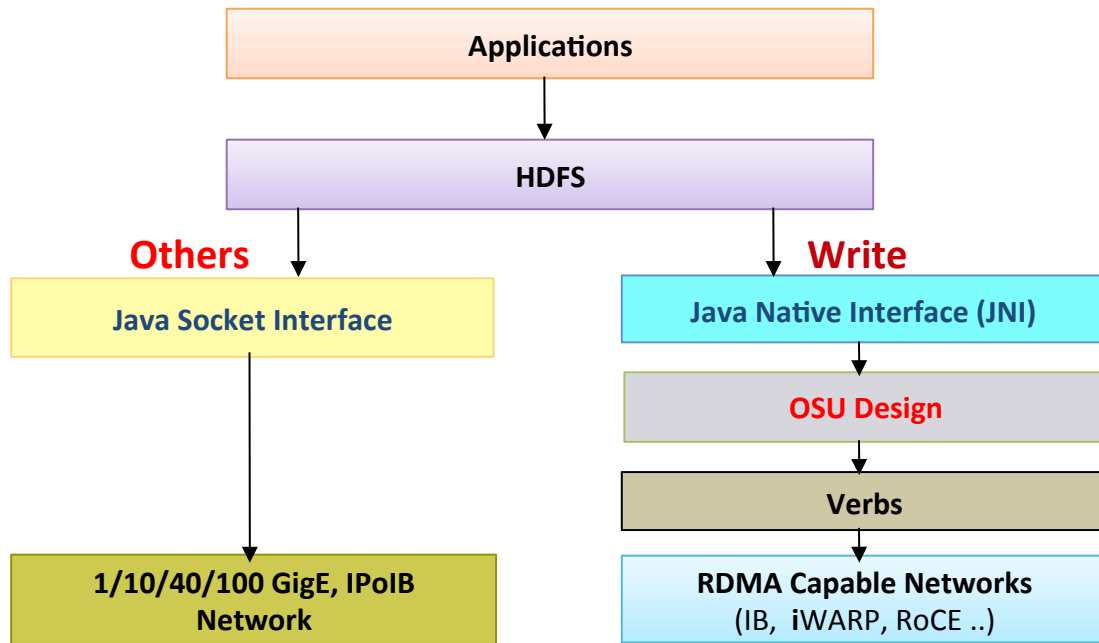 Applications
HDFS
Others
Write
Java Socket Interface
Java Native Interface (JNI)
OSU Design
Verbs
1/10/40/100 GigE, IPoIB
Network
RDMA Capable Networks
(IB, iWARP, RoCE ..)